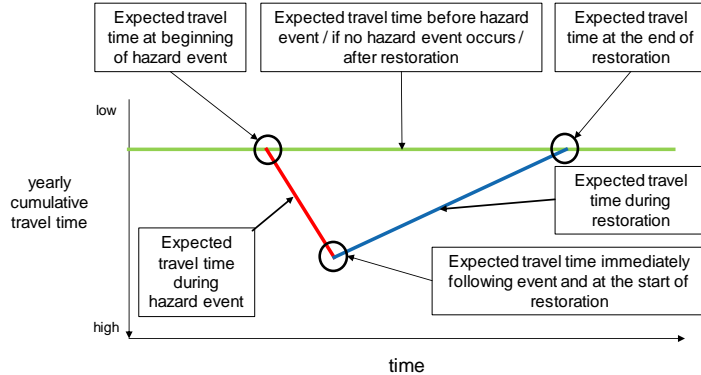 Expected travel
time at beginning
of hazard event
Expected travel time before hazard
event / if no hazard event occurs /
after restoration
Expected travel
time at the end of
restoration
low
yearly
cumulative
travel time
high
Expected
travel time
during
hazard event
Expected travel
time during
restoration
Expected travel time immediately
following event and at the start of
restoration
time